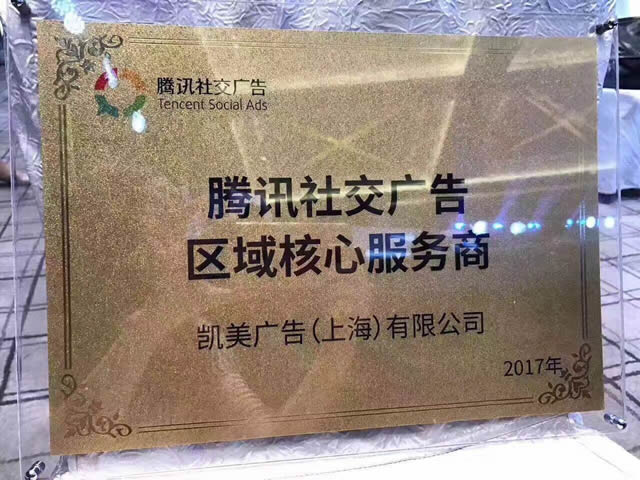 腾讯社交广告
Tencent Social Ads
腾讯社交广告
区域核心服务商
凯美广告(上海)有限公司
2017年